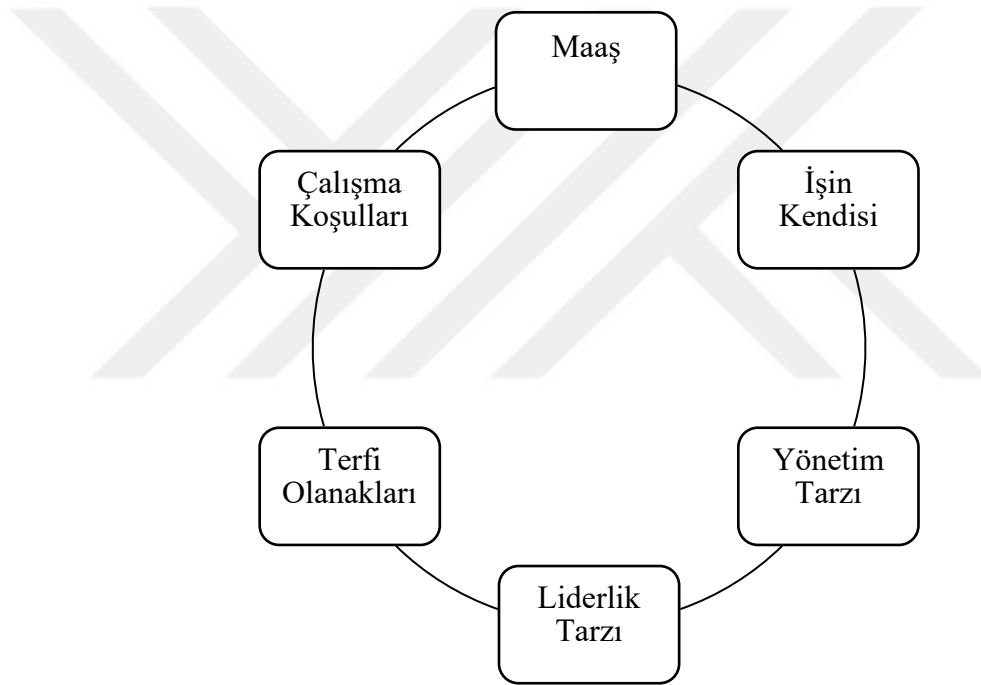 Maaş
Çalışma
Koşulları
İşin
Kendisi
Terfi
Olanakları
Yönetim
Tarzı
Liderlik
Tarzı